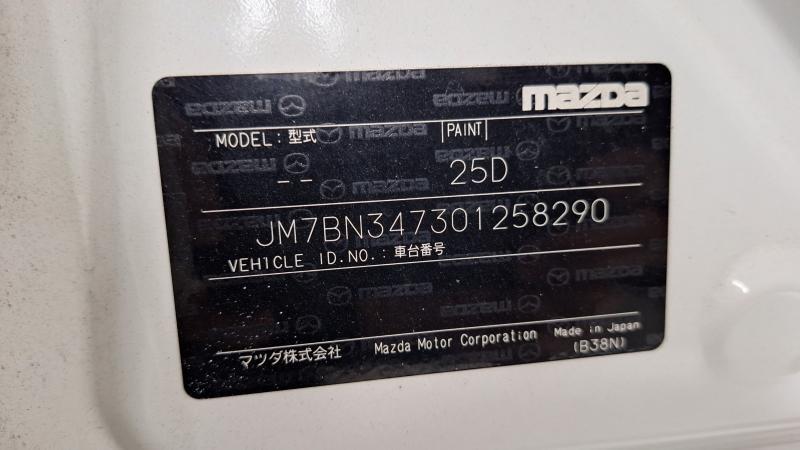 mazda
MODEL : 型式 PAINT
-- 25D
JM7BN347301258290
VEHICLE ID.NO. : 車台番号
マツダ株式会社 Mazda Motor Corporation Made in Japan
(B38N)